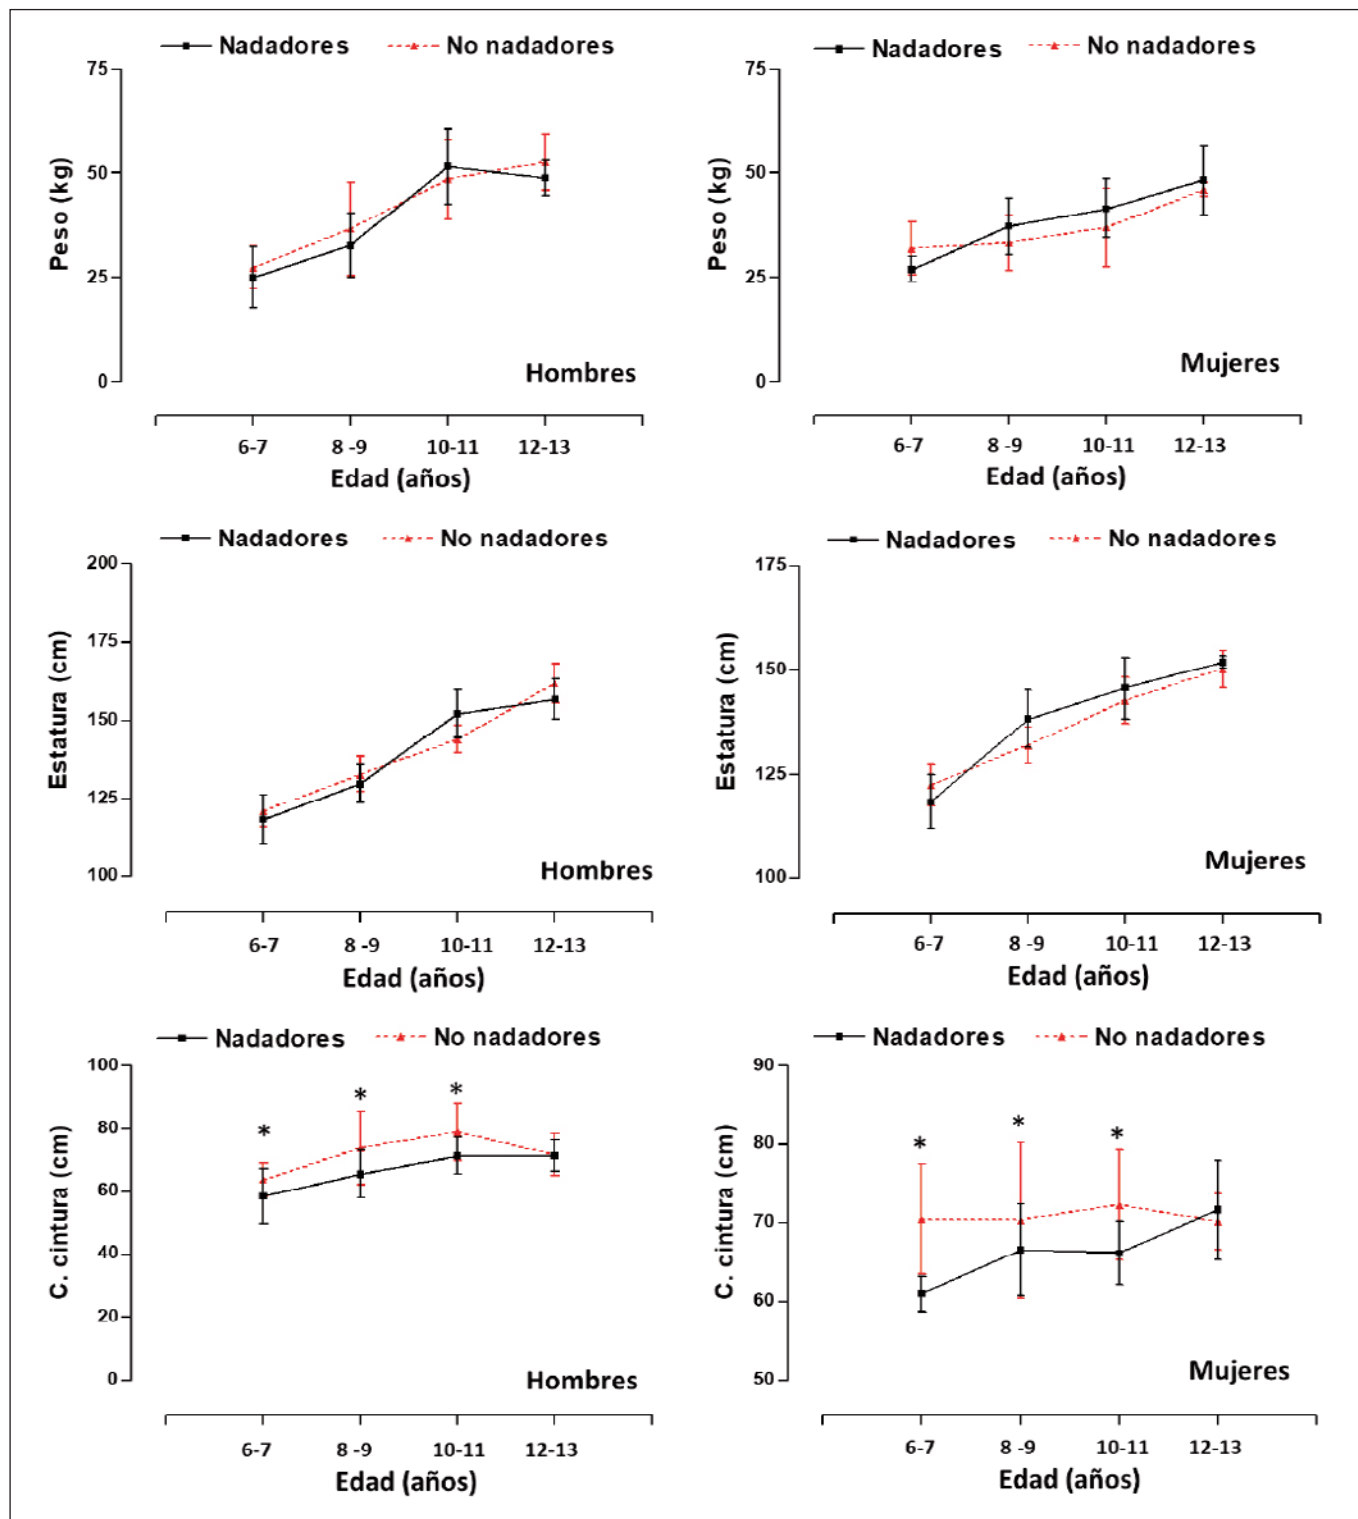 Nadadores No nadadores
75
50
25
0
Peso (kg)
Hombres
6-7 8 -9 10-11 12-13
Edad (años)
Nadadores No nadadores
75
50
25
0
Peso (kg)
Mujeres
6-7 8 -9 10-11 12-13
Edad (años)
Nadadores No nadadores
200
175
150
125
100
Estatura (cm)
Hombres
6-7 8 -9 10-11 12-13
Edad (años)
Nadadores No nadadores
175
150
125
100
Estatura (cm)
Mujeres
6-7 8 -9 10-11 12-13
Edad (años)
Nadadores No nadadores
100
80
60
40
20
0
C. cintura (cm)
* * *
Hombres
6-7 8 -9 10-11 12-13
Edad (años)
Nadadores No nadadores
90
80
70
60
50
C. cintura (cm)
* * *
Mujeres
6-7 8 -9 10-11 12-13
Edad (años)